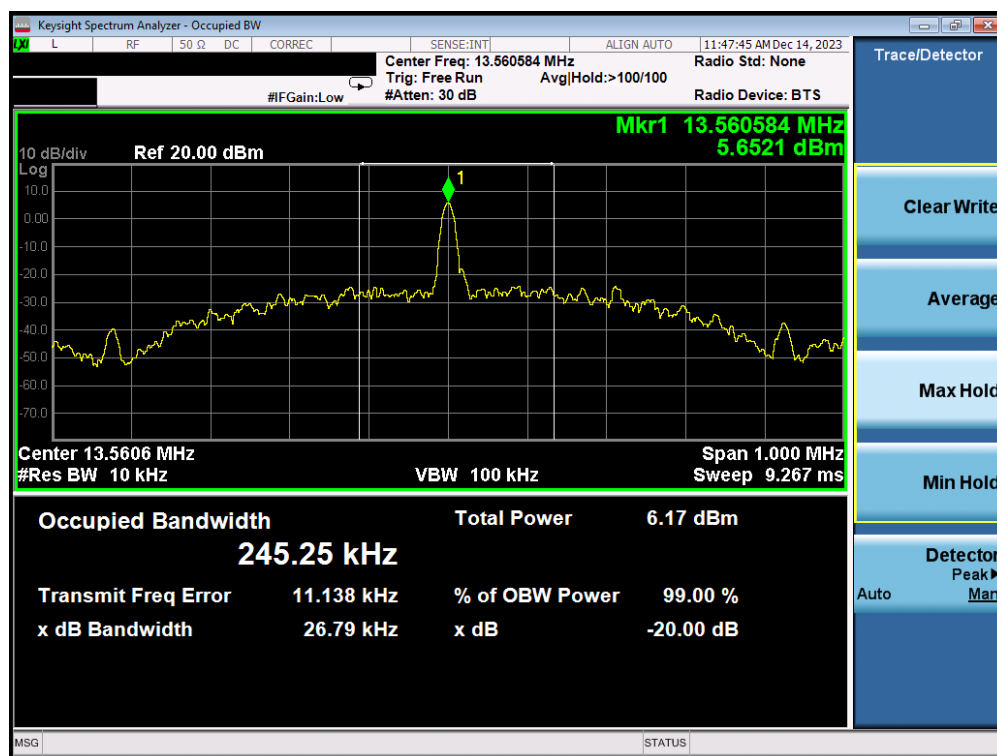 Keysight Spectrum Analyzer - Occupied BW
LXI L RF 50 Ω DC CORREC SENSE:INT ALIGN AUTO 11:47:45 AM Dec 14, 2023
Center Freq: 13.560584 MHz Radio Std: None
Trig: Free Run Avg|Hold:>100/100
#IFGain:Low #Atten: 30 dB Radio Device: BTS
Mkr1 13.560584 MHz
5.6521 dBm
10 dB/div Ref 20.00 dBm
Log
10.0
0.00
-10.0
-20.0
-30.0
-40.0
-50.0
-60.0
-70.0
1
Center 13.5606 MHz Span 1.000 MHz
#Res BW 10 kHz VBW 100 kHz Sweep 9.267 ms
Occupied Bandwidth Total Power 6.17 dBm
245.25 kHz
Transmit Freq Error 11.138 kHz % of OBW Power 99.00 %
x dB Bandwidth 26.79 kHz x dB -20.00 dB
MSG STATUS
Trace/Detector
Clear Write
Average
Max Hold
Min Hold
Detector
Peak
Auto Man